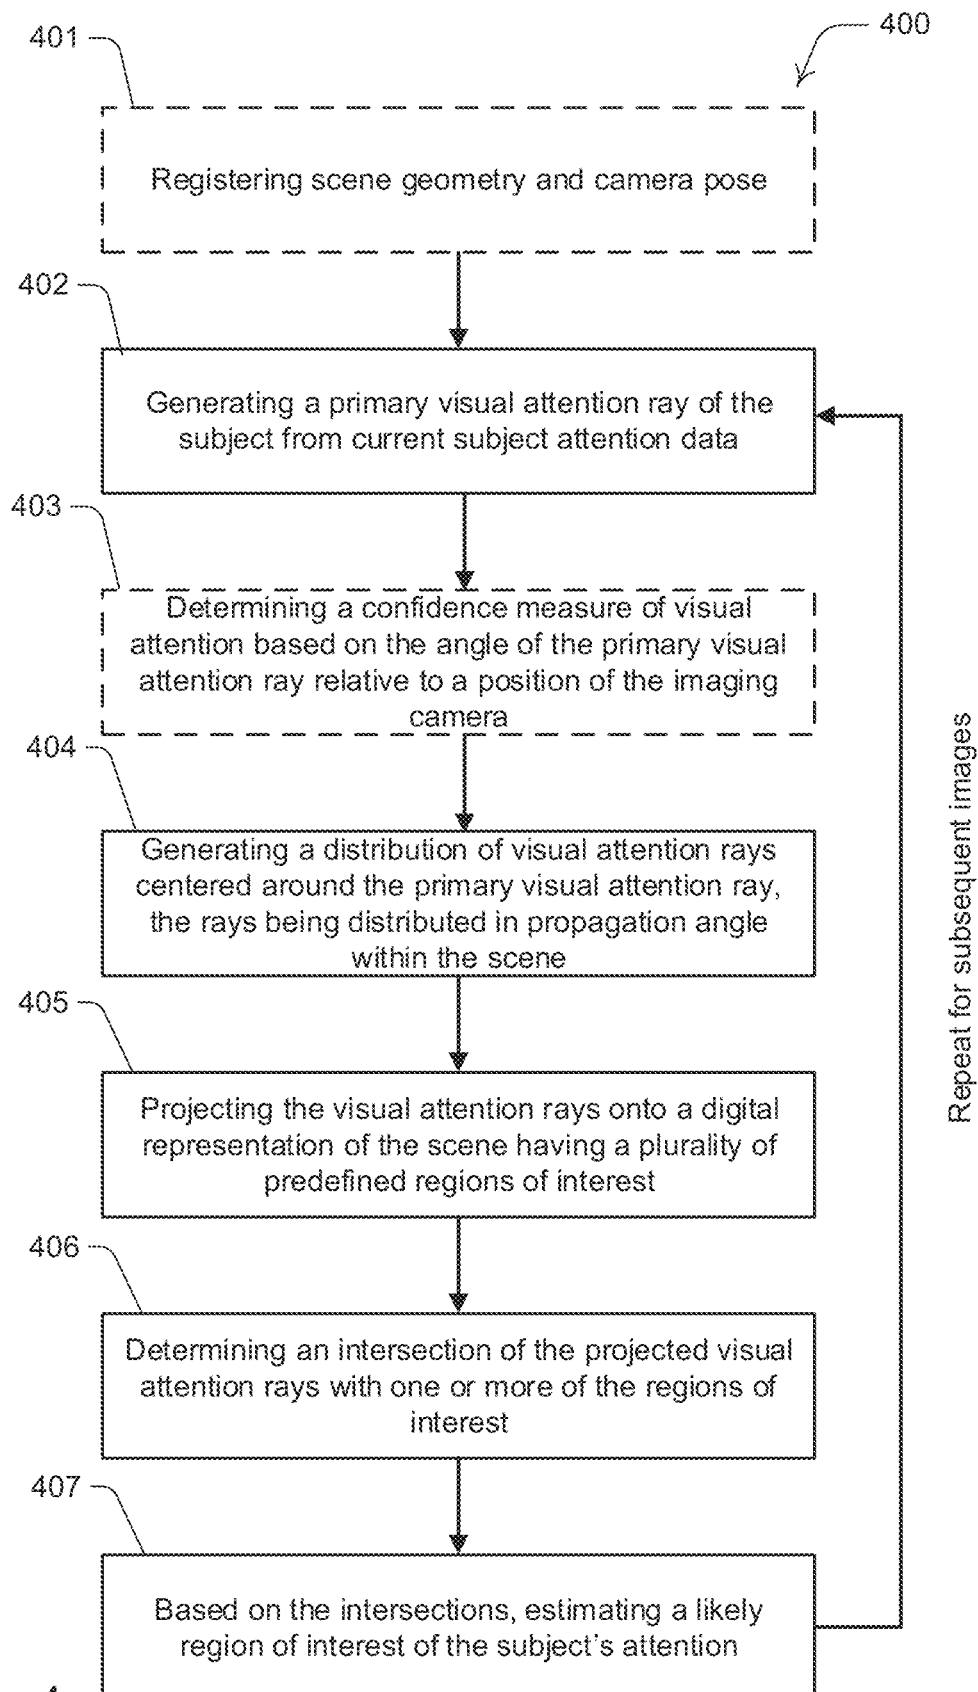 400
401
Registering scene geometry and camera pose
402
Generating a primary visual attention ray of the
subject from current subject attention data
403
Determining a confidence measure of visual
attention based on the angle of the primary visual
attention ray relative to a position of the imaging
camera
404
Generating a distribution of visual attention rays
centered around the primary visual attention ray,
the rays being distributed in propagation angle
within the scene
405
Projecting the visual attention rays onto a digital
representation of the scene having a plurality of
predefined regions of interest
406
Determining an intersection of the projected visual
attention rays with one or more of the regions of
interest
407
Based on the intersections, estimating a likely
region of interest of the subject's attention
Repeat for subsequent images